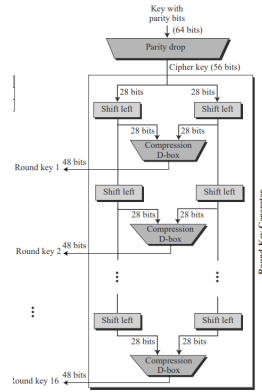 Key with
parity bits
(64 bits)
Parity drop
Cipher key (56 bits)
28 bits 28 bits
Shift left Shift left
28 bits 28 bits
Compression
D-box
48 bits
Round key 1
Shift left Shift left
28 bits 28 bits
Compression
D-box
48 bits
Round key 2
Shift left Shift left
28 bits 28 bits
Compression
D-box
48 bits
Round key 16
Round-Key Generator